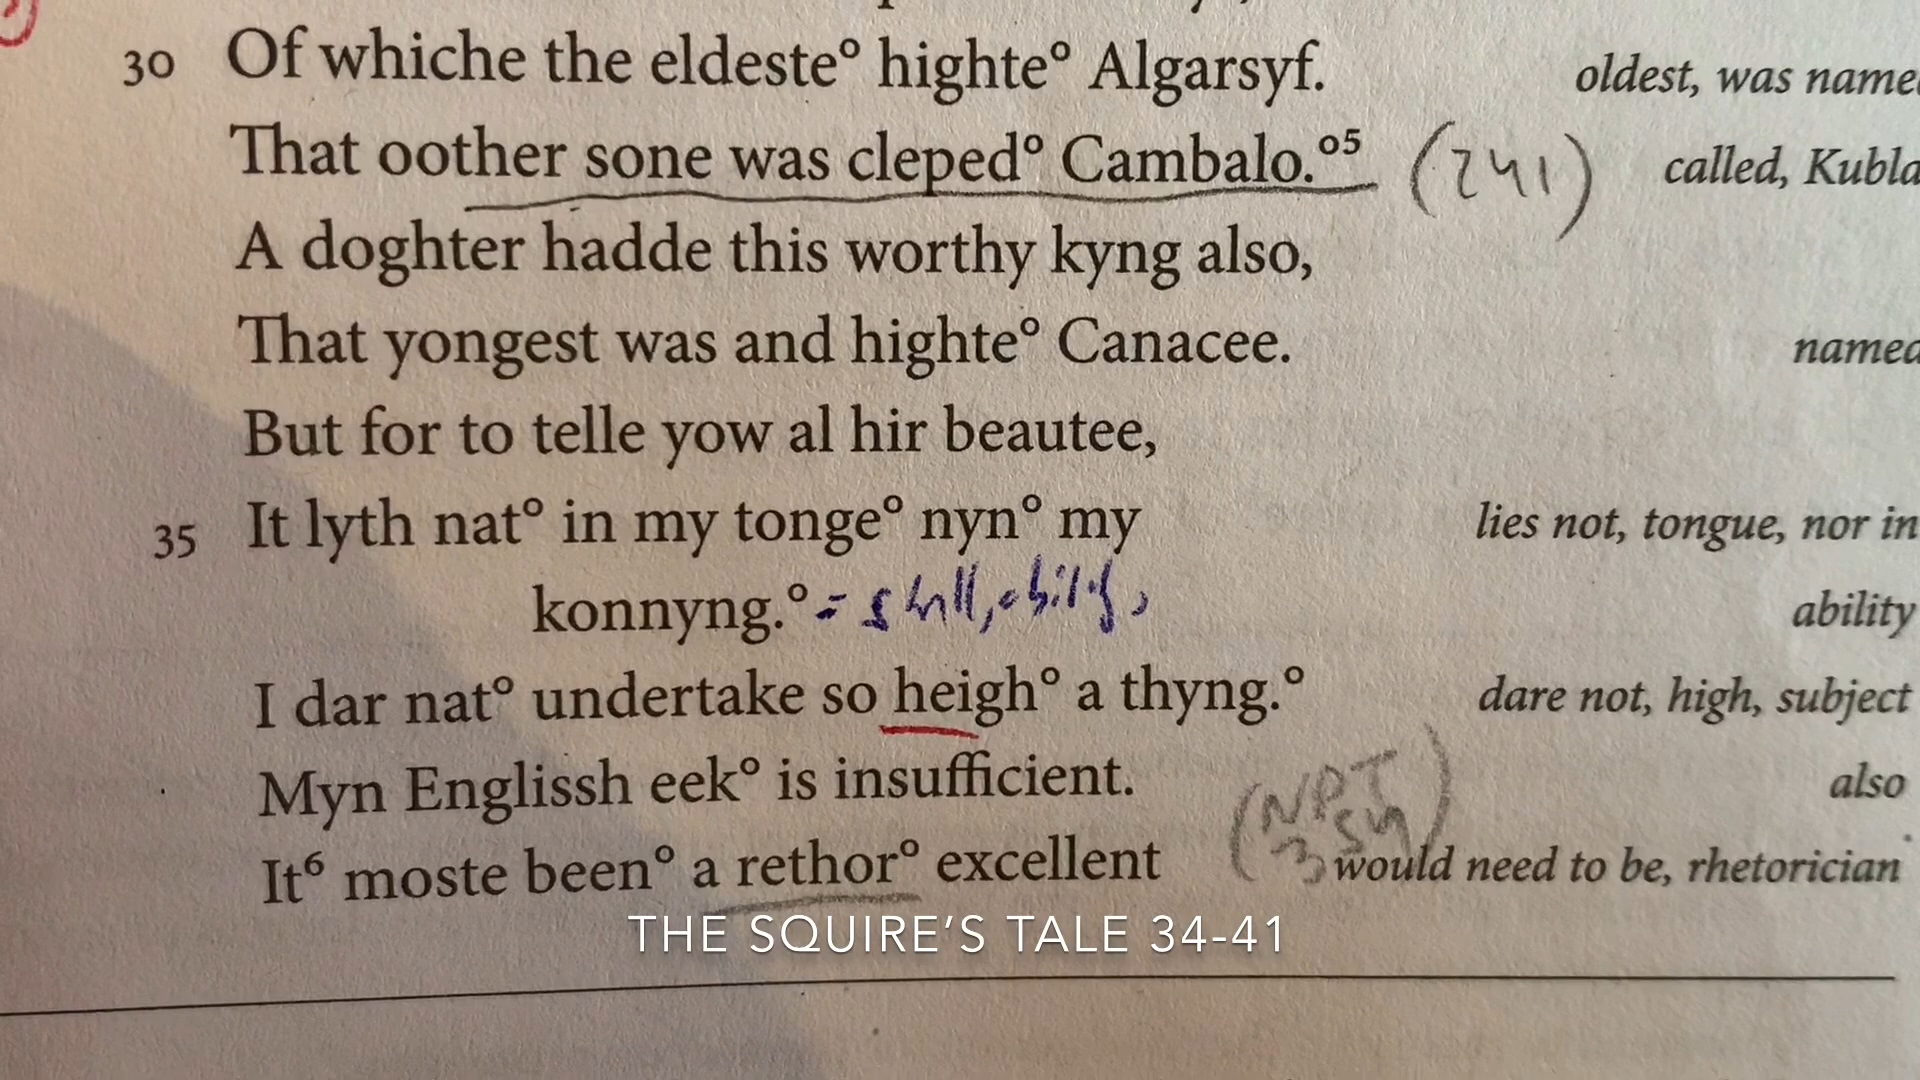 30 Of whiche the eldeste° highte° Algarsyf. oldest, was name
That oother sone was cleped° Cambalo.°5 (241) called, Kubla
A doghter hadde this worthy kyng also,
That yongest was and highte° Canacee. named
But for to telle yow al hir beautee,
35 It lyth nat° in my tonge° nyn° my lies not, tongue, nor in
konnyng.° = skill, ability, ability
I dar nat° undertake so heigh° a thyng.° dare not, high, subject
Myn Englissh eek° is insufficient. also
(NPT
It6 moste been° a rethor° excellent would need to be, rhetorician
THE SQUIRE'S TALE 34-41